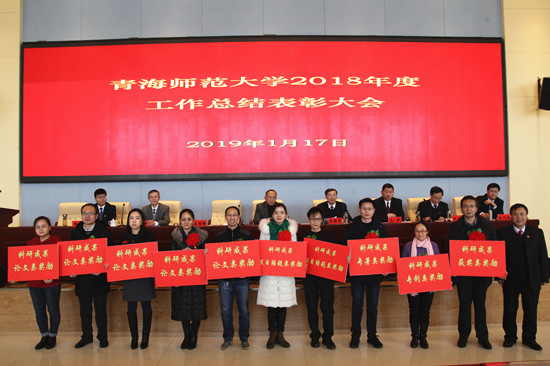 青海师范大学2018年度
工作总结表彰大会
2019年1月17日
科研成果
论文类奖励
科研成果
论文类奖励
科研成果
论文类奖励
科研成果
论文类奖励
科研成果
论文类奖励
科研成果
项目结题类奖励
科研成果
项目结题类奖励
科研成果
专著类奖励
科研成果
专利类奖励
科研成果
获奖类奖励